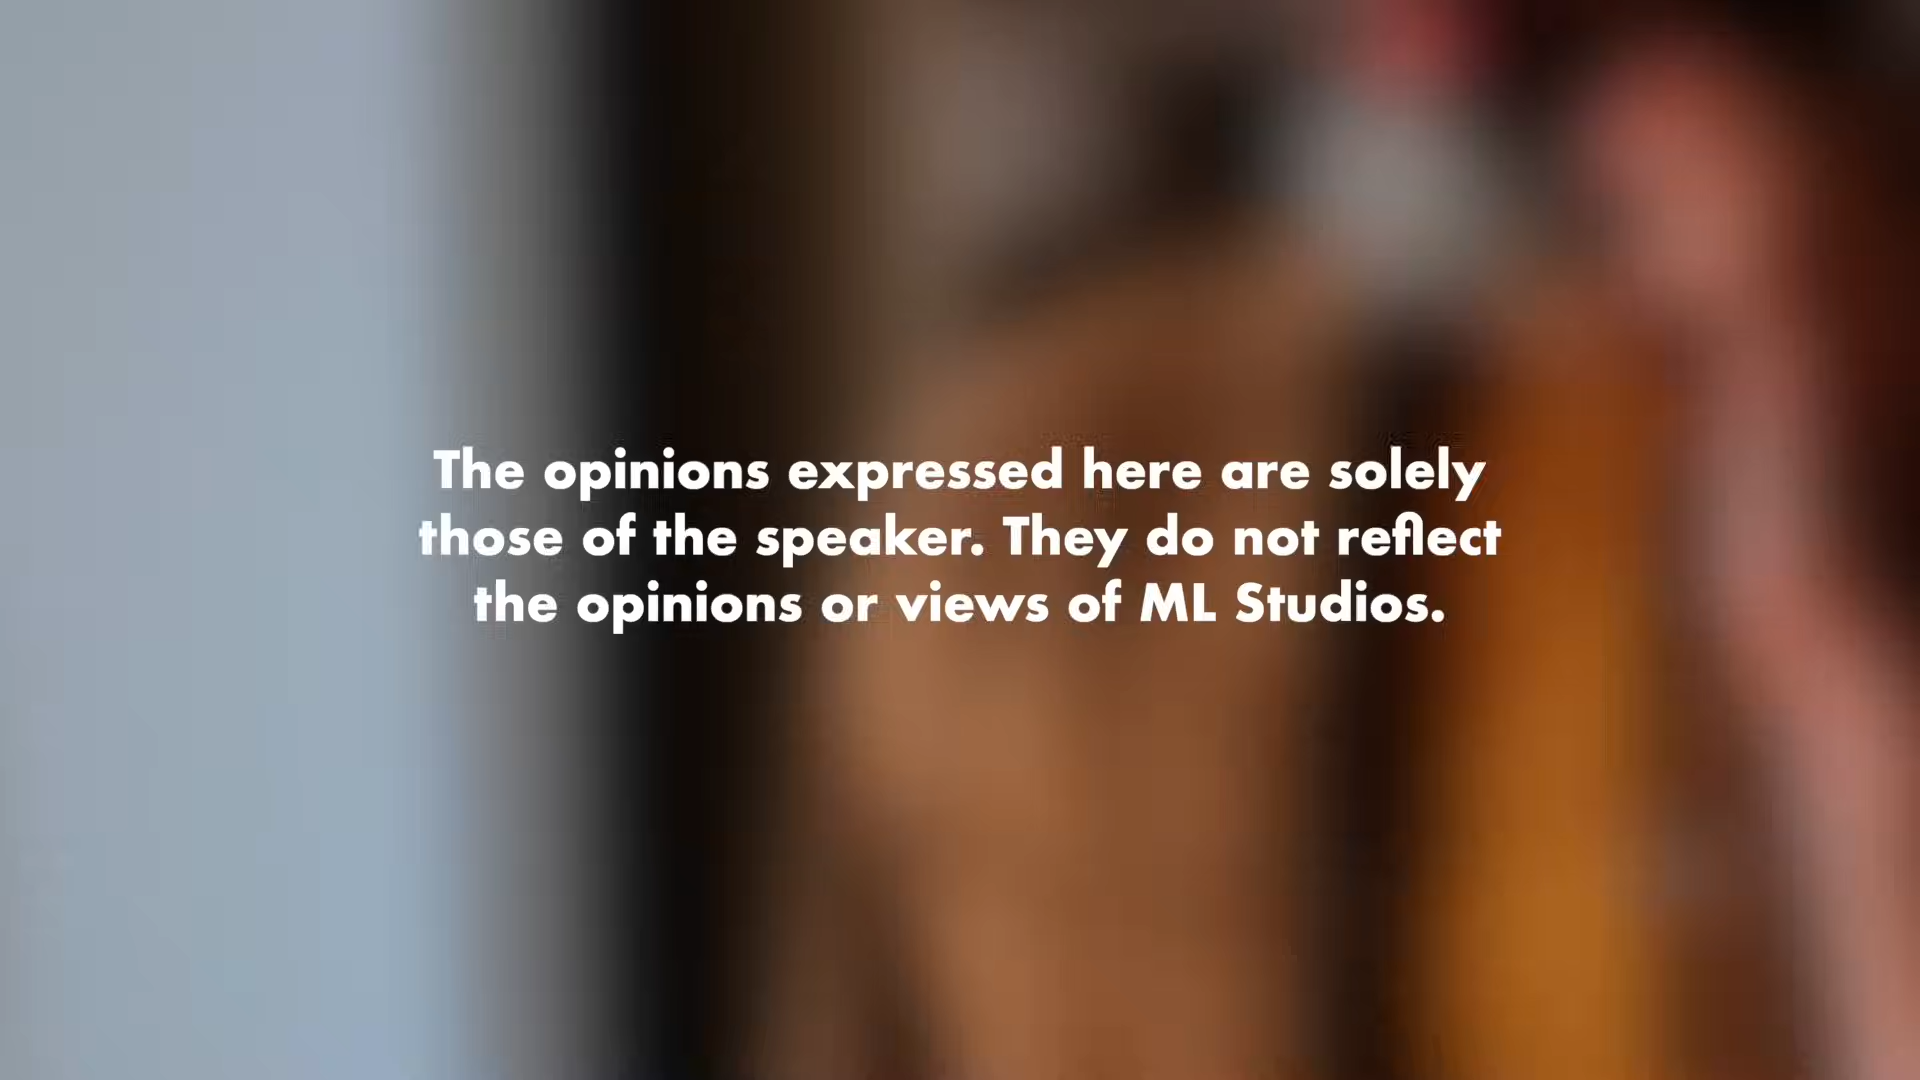 The opinions expressed here are solely
those of the speaker. They do not reflect
the opinions or views of ML Studios.